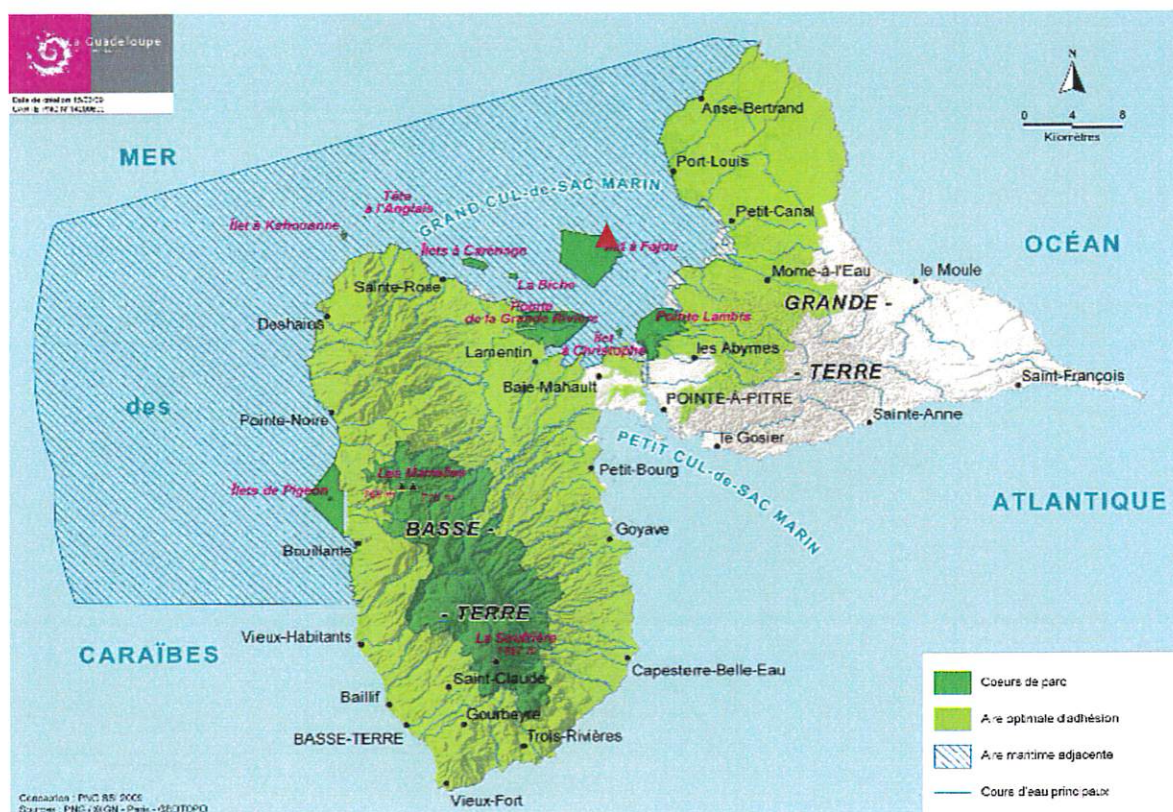 La Guadeloupe
N
0 4 8
Kilomètres
MER
des
CARAÏBES
OCÉAN
ATLANTIQUE
GRAND CUL-de-SAC MARIN
PETIT CUL-de-SAC MARIN
Anse-Bertrand
Port-Louis
Petit-Canal
Tête
à l'Anglais
Îlet à Kahouanne
Îlets à Carénage
Îlet à Fajou
La Biche
Sainte-Rose
Morne-à-l'Eau
le Moule
GRANDE -
- TERRE
Pointe
de la Grande Rivière
Pointe Lambis
Deshaies
Îlet
à Christophe
Lamentin
les Abymes
Baie-Mahault
Saint-François
POINTE-À-PITRE
Sainte-Anne
Pointe-Noire
le Gosier
Petit-Bourg
Les Mamelles
Îlets de Pigeon
BASSE -
- TERRE
Goyave
Bouillante
Vieux-Habitants
La Soufrière
1467 m
Capesterre-Belle-Eau
Saint-Claude
Baillif
Gourbeyre
BASSE-TERRE
Trois-Rivières
Vieux-Fort
Coeurs de parc
Aire optimale d'adhésion
Aire maritime adjacente
Cours d'eau principaux